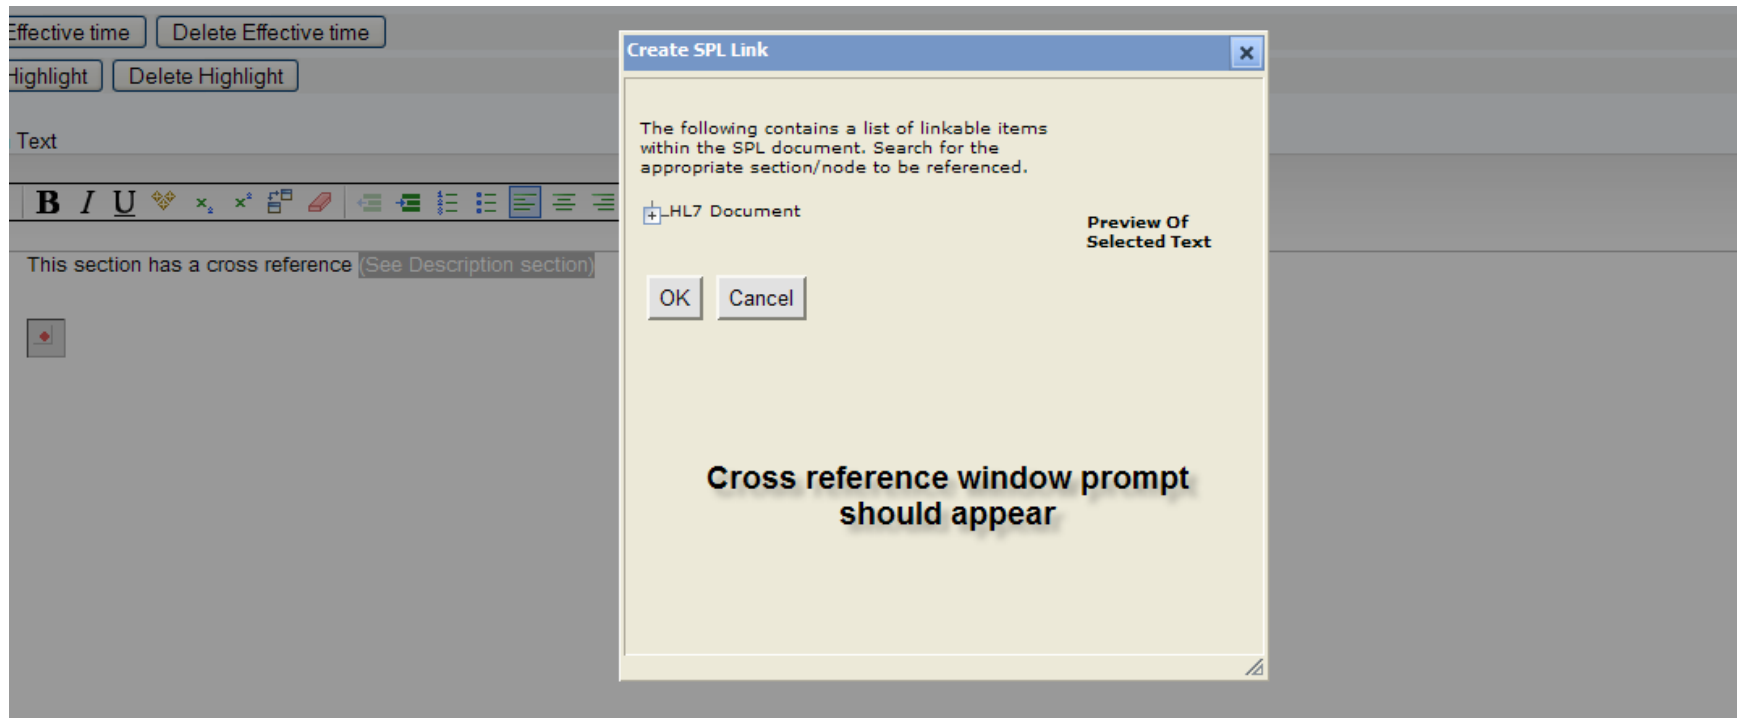 Effective time Delete Effective time
Highlight Delete Highlight
Text
B I U
This section has a cross reference (See Description section)
Create SPL Link
The following contains a list of linkable items
within the SPL document. Search for the
appropriate section/node to be referenced.
HL7 Document
Preview Of
Selected Text
OK Cancel
Cross reference window prompt
should appear